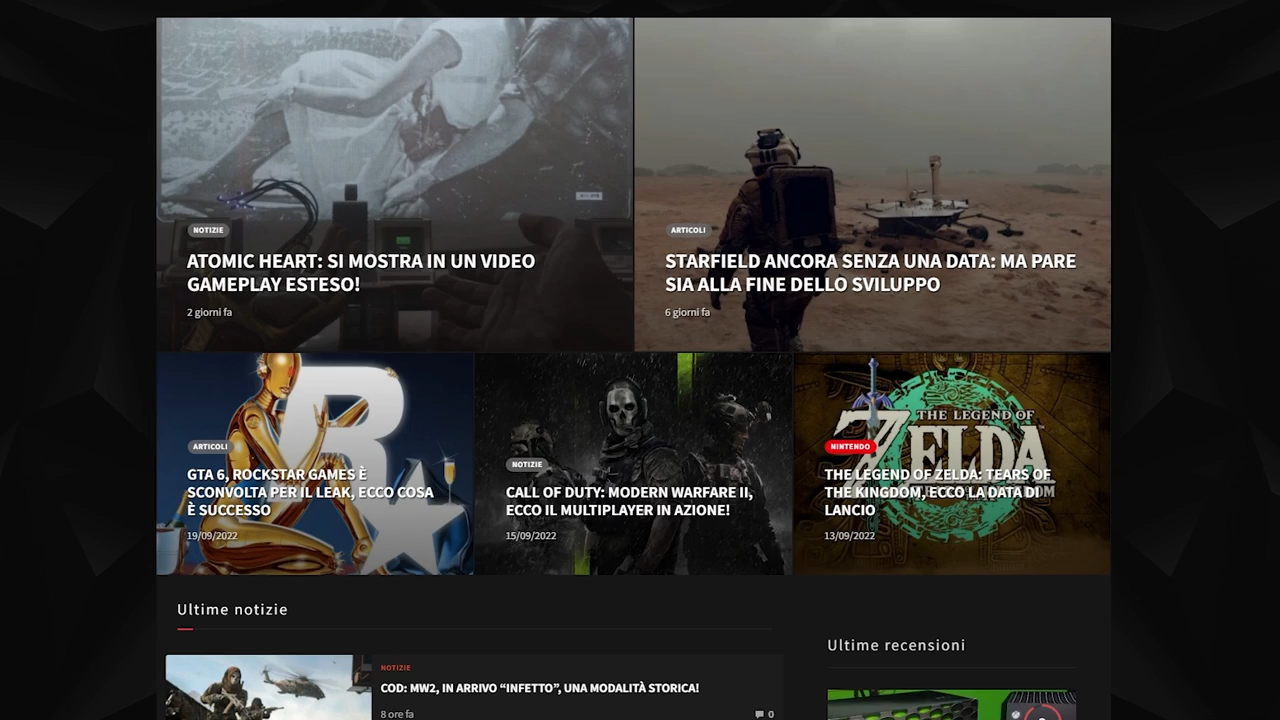 NOTIZIE
ATOMIC HEART: SI MOSTRA IN UN VIDEO
GAMEPLAY ESTESO!
2 giorni fa
ARTICOLI
STARFIELD ANCORA SENZA UNA DATA: MA PARE
SIA ALLA FINE DELLO SVILUPPO
6 giorni fa
R
ARTICOLI
GTA 6, ROCKSTAR GAMES È
SCONVOLTA PER IL LEAK, ECCO COSA
È SUCCESSO
19/09/2022
NOTIZIE
CALL OF DUTY: MODERN WARFARE II,
ECCO IL MULTIPLAYER IN AZIONE!
15/09/2022
THE LEGEND OF
ZELDA
NINTENDO
THE LEGEND OF ZELDA: TEARS OF
THE KINGDOM, ECCO LA DATA DI
LANCIO
13/09/2022
Ultime notizie
NOTIZIE
COD: MW2, IN ARRIVO “INFETTO”, UNA MODALITÀ STORICA!
8 ore fa
0
Ultime recensioni